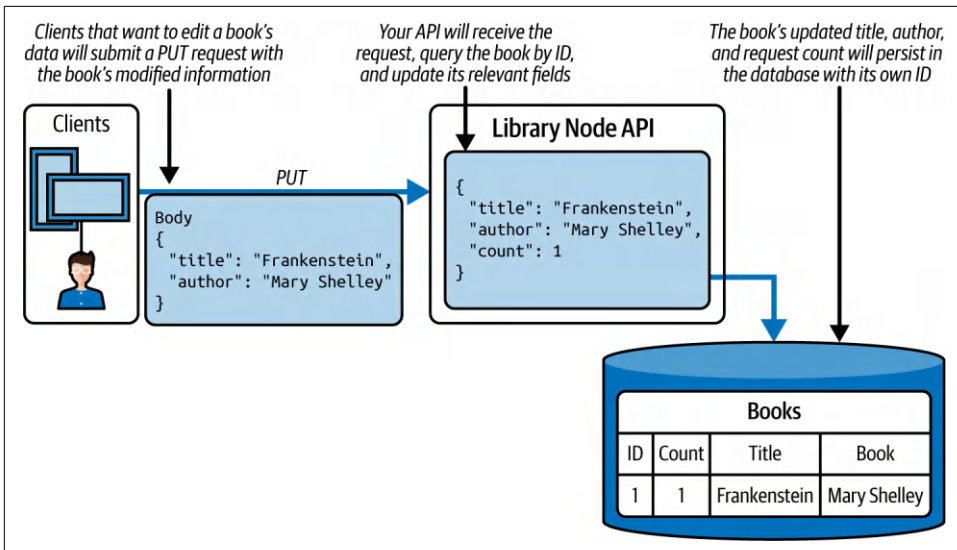 Clients that want to edit a book's
data will submit a PUT request with
the book's modified information
Your API will receive the
request, query the book by ID,
and update its relevant fields
The book's updated title, author,
and request count will persist in
the database with its own ID
Clients
PUT
Body
{
"title": "Frankenstein",
"author": "Mary Shelley"
}
Library Node API
{
"title": "Frankenstein",
"author": "Mary Shelley",
"count": 1
}
Books
ID Count Title Book
1 1 Frankenstein Mary Shelley